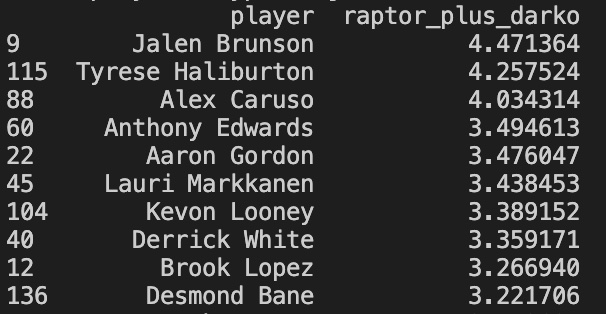 player raptor_plus_darko
9 Jalen Brunson 4.471364
115 Tyrese Haliburton 4.257524
88 Alex Caruso 4.034314
60 Anthony Edwards 3.494613
22 Aaron Gordon 3.476047
45 Lauri Markkanen 3.438453
104 Kevon Looney 3.389152
40 Derrick White 3.359171
12 Brook Lopez 3.266940
136 Desmond Bane 3.221706